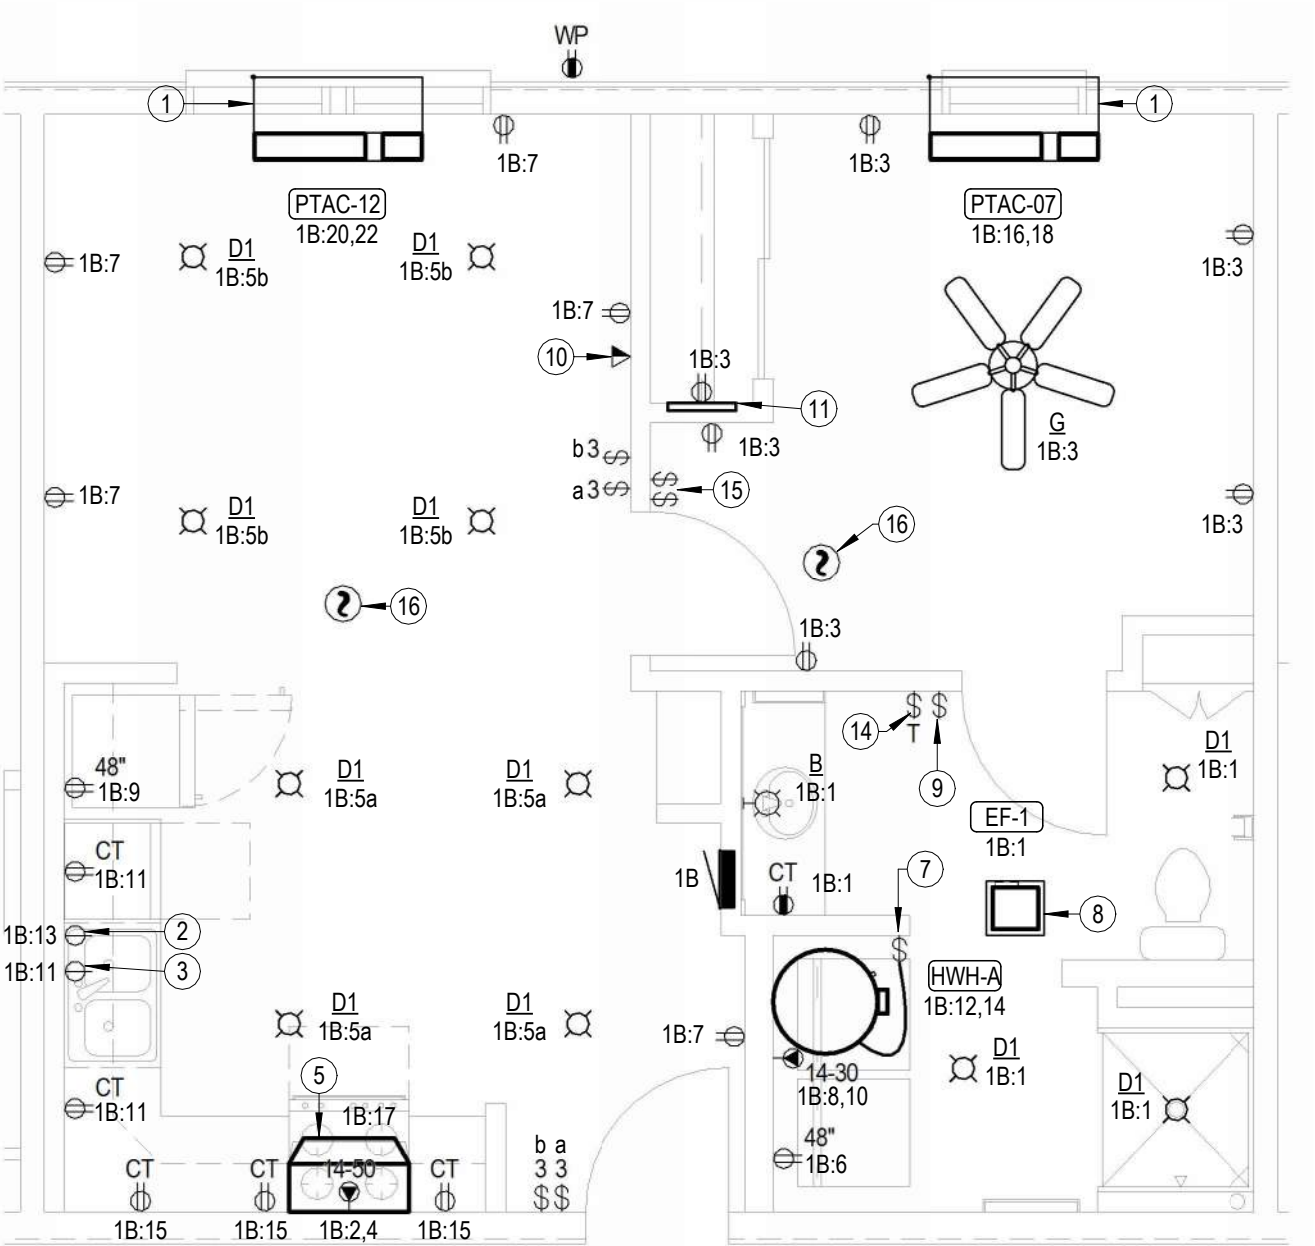 WP
1
1
1B:7
1B:3
PTAC-12
1B:20,22
PTAC-07
1B:16,18
1B:7
D1
1B:5b
D1
1B:5b
1B:3
1B:7
10
1B:3
11
G
1B:3
1B:3
b3
a3
15
1B:7
D1
1B:5b
D1
1B:5b
16
1B:3
16
1B:3
14
T
9
48"
1B:9
D1
1B:5a
D1
1B:5a
B
1B:1
D1
1B:1
EF-1
1B:1
CT
1B:11
1B
CT
1B:1
7
8
1B:13
2
1B:11
3
HWH-A
1B:12,14
D1
1B:5a
D1
1B:5a
1B:7
D1
1B:1
14-30
1B:8,10
D1
1B:1
CT
1B:11
5
1B:17
b a
3 3
48"
1B:6
CT
CT
14-50
CT
1B:15
1B:15
1B:2,4
1B:15